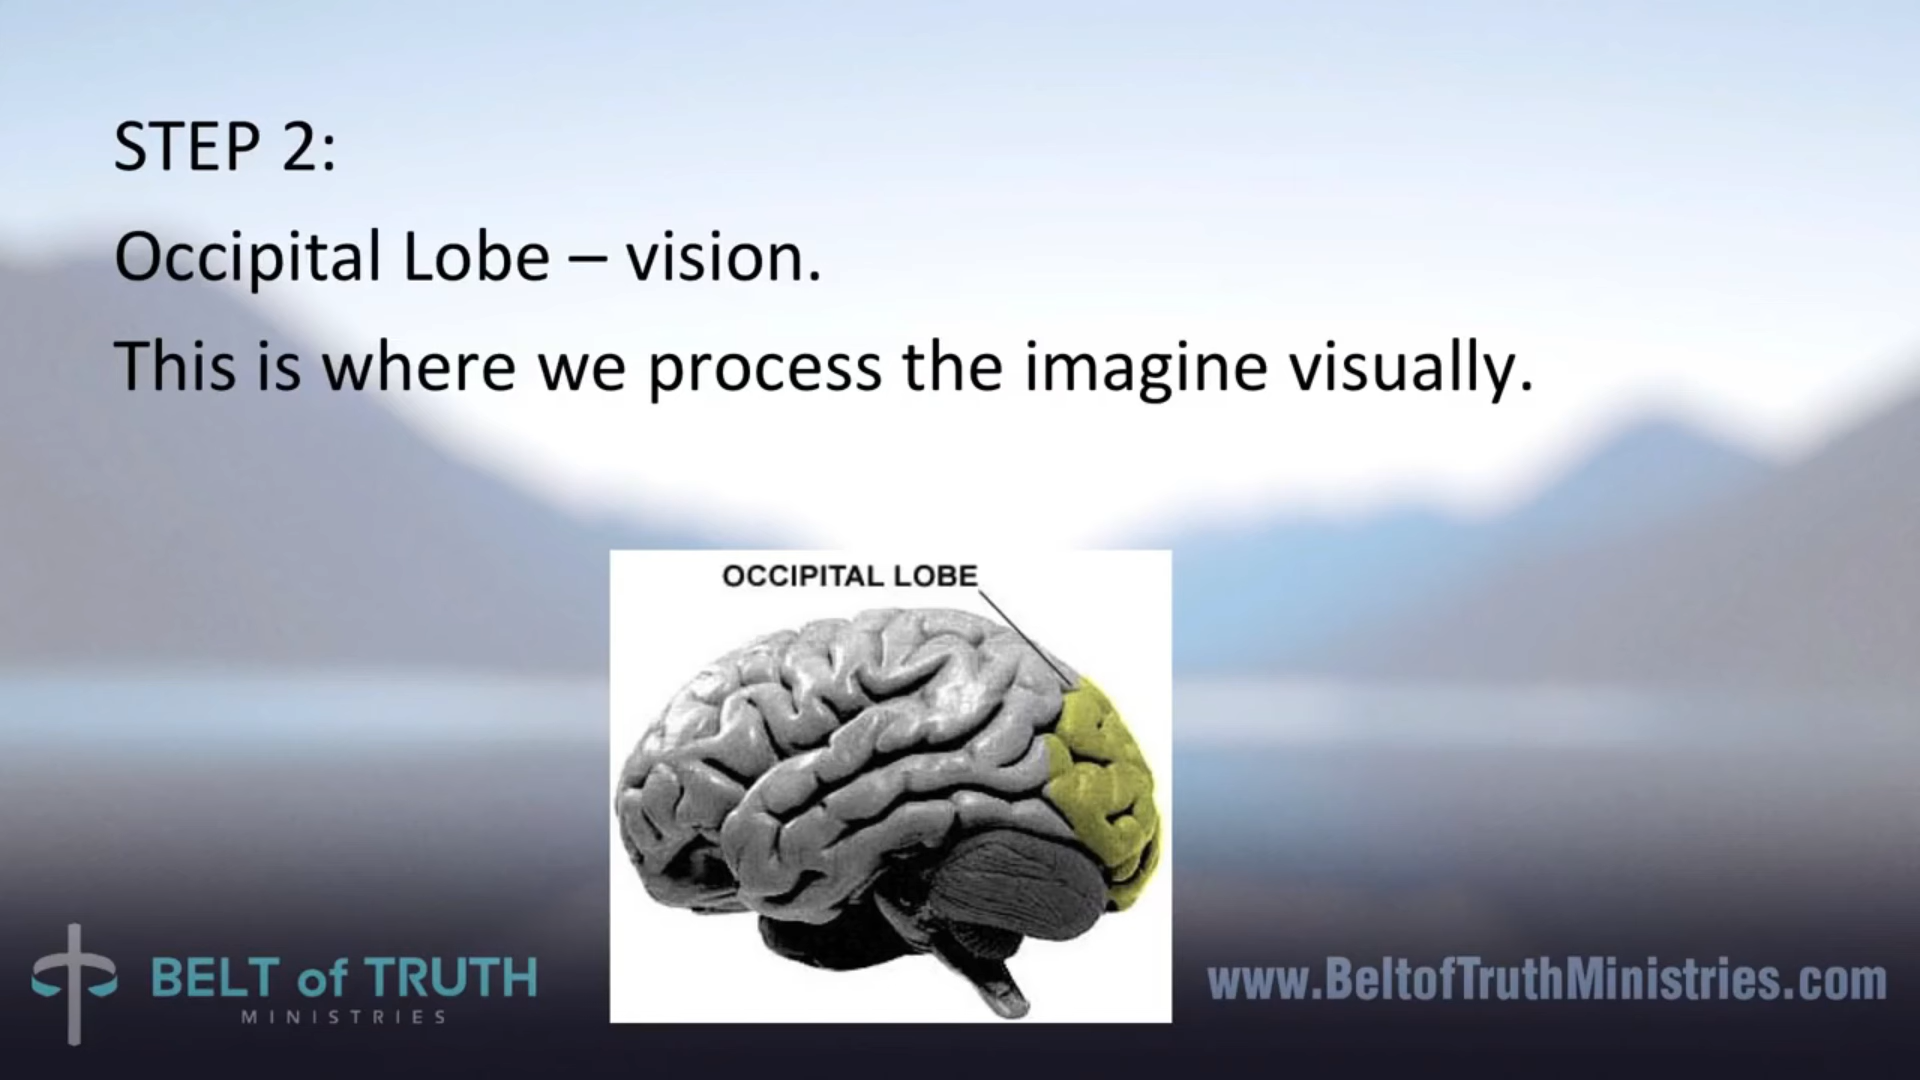 STEP 2:
Occipital Lobe – vision.
This is where we process the imagine visually.
OCCIPITAL LOBE
BELT of TRUTH
MINISTRIES
www.BeltofTruthMinistries.com